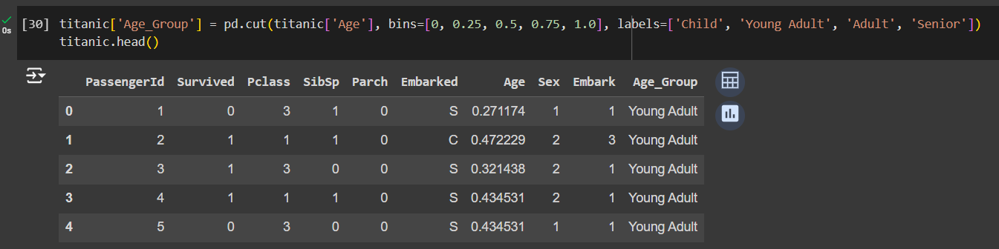 [30] titanic['Age_Group'] = pd.cut(titanic['Age'], bins=[0, 0.25, 0.5, 0.75, 1.0], labels=['Child', 'Young Adult', 'Adult', 'Senior'])
0s
titanic.head()
PassengerId Survived Pclass SibSp Parch Embarked Age Sex Embark Age_Group
0 1 0 3 1 0 S 0.271174 1 1 Young Adult
1 2 1 1 1 0 C 0.472229 2 3 Young Adult
2 3 1 3 0 0 S 0.321438 2 1 Young Adult
3 4 1 1 1 0 S 0.434531 2 1 Young Adult
4 5 0 3 0 0 S 0.434531 1 1 Young Adult